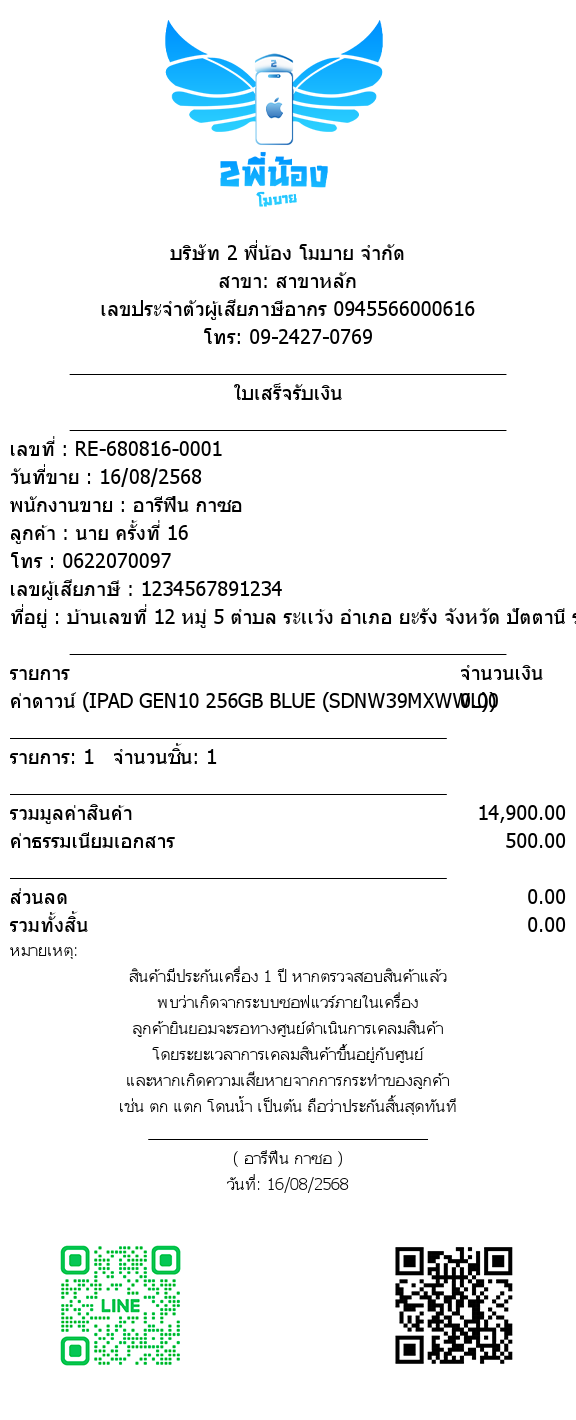 2
2พี่น้อง
โมบาย
บริษัท 2 พี่น้อง โมบาย จำกัด
สาขา: สาขาหลัก
เลขประจำตัวผู้เสียภาษีอากร 0945566000616
โทร: 09-2427-0769
ใบเสร็จรับเงิน
เลขที่ : RE-680816-0001
วันที่ขาย : 16/08/2568
พนักงานขาย : อารีฟีน กาซอ
ลูกค้า : นาย ครั้งที่ 16
โทร : 0622070097
เลขผู้เสียภาษี : 1234567891234
ที่อยู่ : บ้านเลขที่ 12 หมู่ 5 ตำบล ระแว้ง อำเภอ ยะรัง จังหวัด ปัตตานี
รายการ จำนวนเงิน
ค่าดาวน์ (IPAD GEN10 256GB BLUE (SDNW39MXWWL)) 0.00
รายการ: 1 จำนวนชิ้น: 1
รวมมูลค่าสินค้า 14,900.00
ค่าธรรมเนียมเอกสาร 500.00
ส่วนลด 0.00
รวมทั้งสิ้น 0.00
หมายเหตุ:
สินค้ามีประกันเครื่อง 1 ปี หากตรวจสอบสินค้าแล้ว
พบว่าเกิดจากระบบซอฟแวร์ภายในเครื่อง
ลูกค้ายินยอมจะรอทางศูนย์ดำเนินการเคลมสินค้า
โดยระยะเวลาการเคลมสินค้าขึ้นอยู่กับศูนย์
และหากเกิดความเสียหายจากการกระทำของลูกค้า
เช่น ตก แตก โดนน้ำ เป็นต้น ถือว่าประกันสิ้นสุดทันที
( อารีฟีน กาซอ )
วันที่: 16/08/2568
LINE